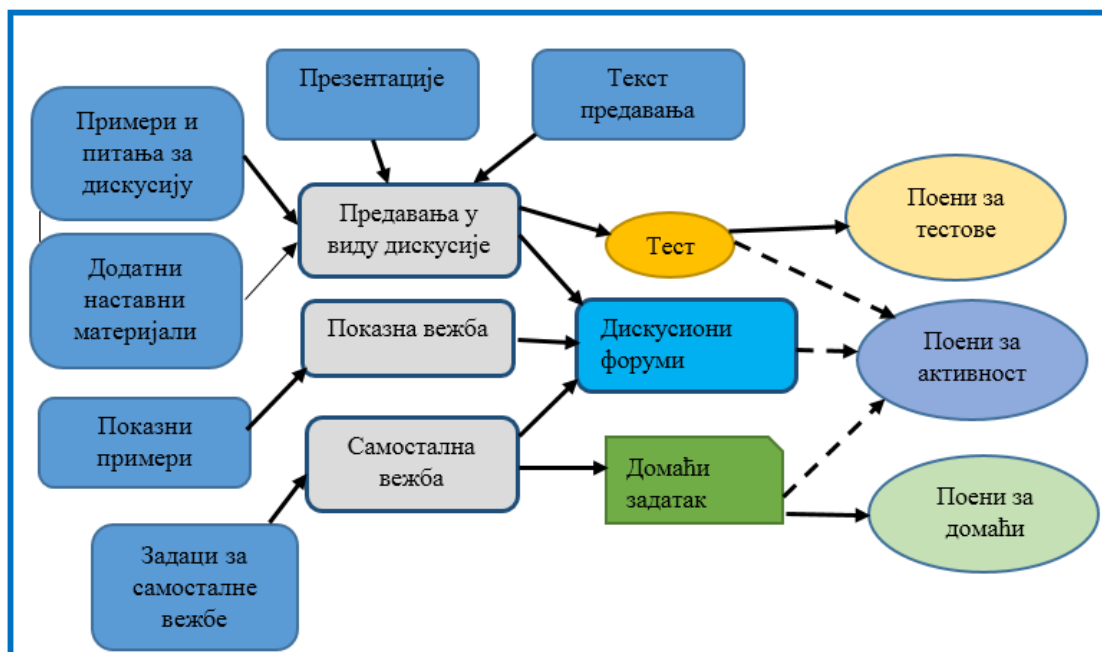 Презентације
Текст
предавања
Примери и
питања за
дискусију
Предавања у
виду дискусије
Тест
Поени за
тестове
Додатни
наставни
материјали
Показна вежба
Дискусиони
форуми
Поени за
активност
Показни
примери
Самостална
вежба
Домаћи
задатак
Поени за
домаћи
Задаци за
самосталне
вежбе